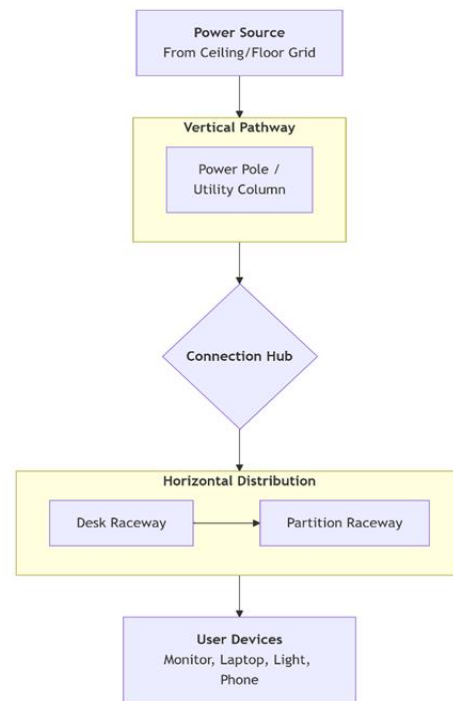 Power Source
From Ceiling/Floor Grid
Vertical Pathway
Power Pole /
Utility Column
Connection Hub
Horizontal Distribution
Desk Raceway
Partition Raceway
User Devices
Monitor, Laptop, Light,
Phone